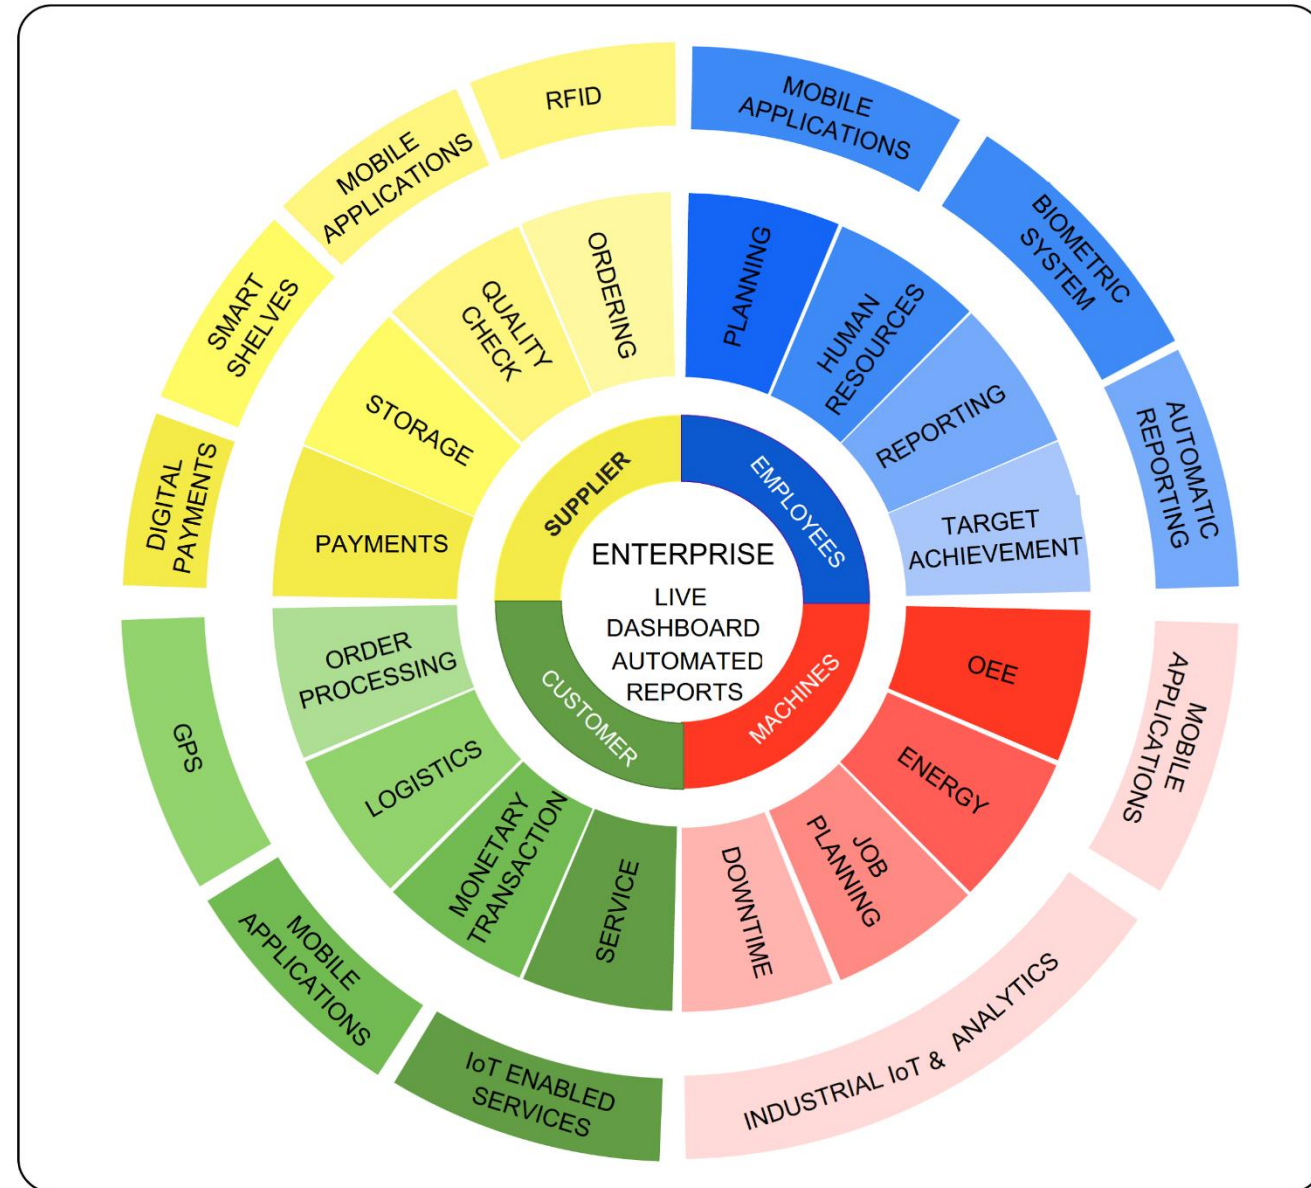 ENTERPRISE
LIVE
DASHBOARD
AUTOMATED
REPORTS
SUPPLIER
EMPLOYEES
MACHINES
CUSTOMER
PLANNING
HUMAN
RESOURCES
REPORTING
TARGET
ACHIEVEMENT
OEE
ENERGY
JOB
PLANNING
DOWNTIME
SERVICE
MONETARY
TRANSACTION
LOGISTICS
ORDER
PROCESSING
PAYMENTS
STORAGE
QUALITY
CHECK
ORDERING
MOBILE
APPLICATIONS
BIOMETRIC
SYSTEM
AUTOMATIC
REPORTING
MOBILE
APPLICATIONS
INDUSTRIAL IoT & ANALYTICS
IoT ENABLED
SERVICES
MOBILE
APPLICATIONS
GPS
DIGITAL
PAYMENTS
SMART
SHELVES
MOBILE
APPLICATIONS
RFID